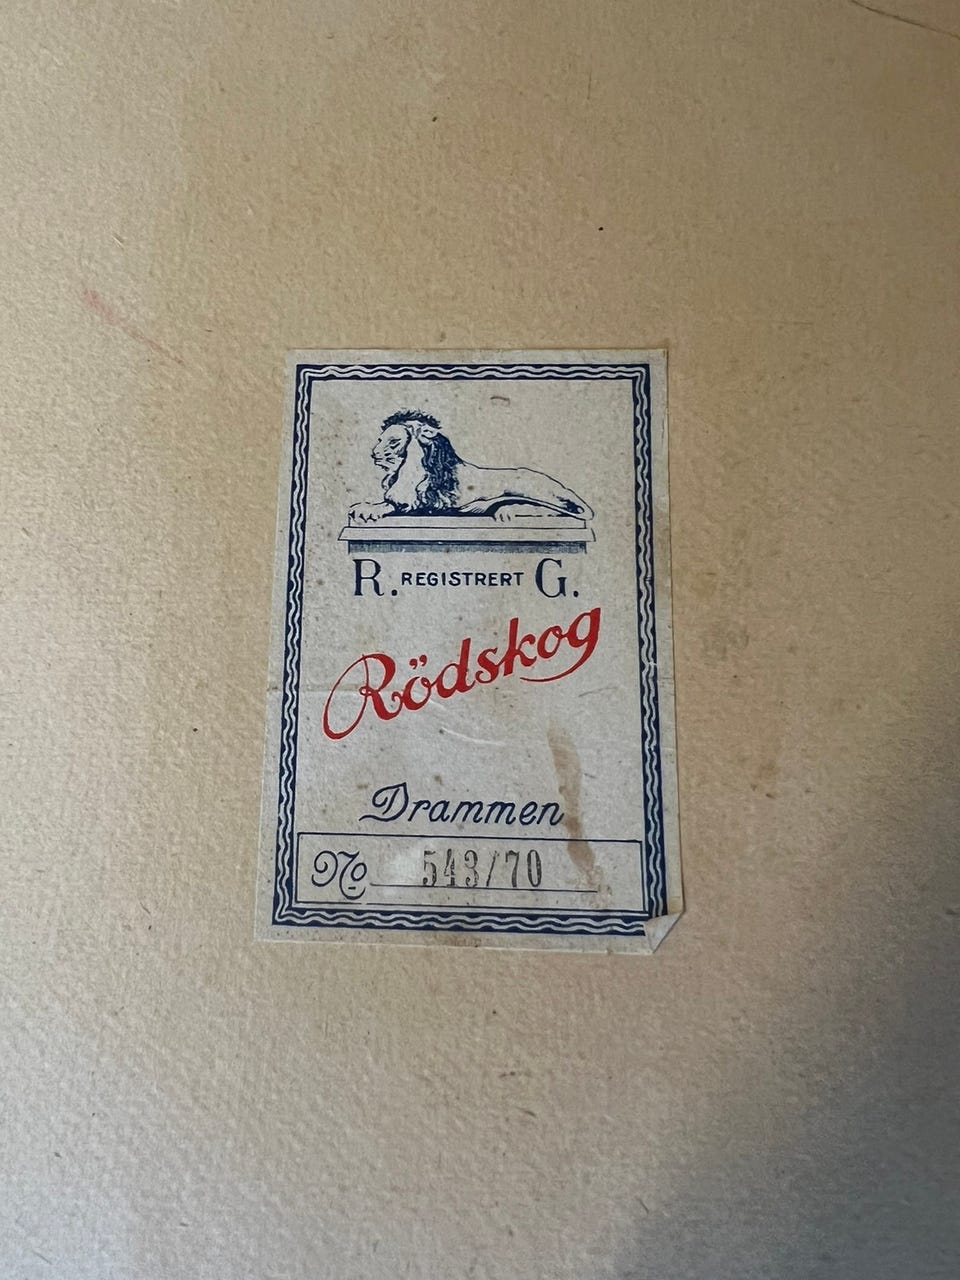 R. REGISTRERT G.
Rödskog
Drammen
No 543/70